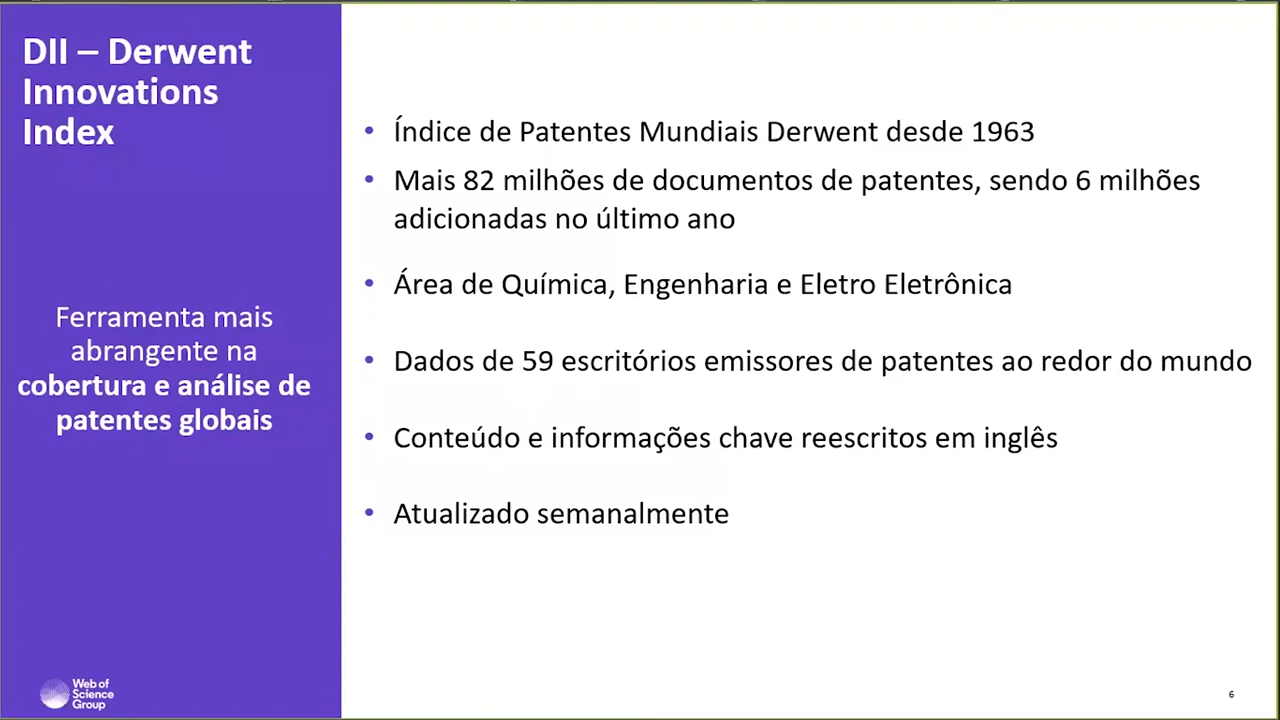 DII – Derwent
Innovations
Index
Ferramenta mais
abrangente na
cobertura e análise de
patentes globais
Web of
Science
Group
• Índice de Patentes Mundiais Derwent desde 1963
• Mais 82 milhões de documentos de patentes, sendo 6 milhões
adicionadas no último ano
• Área de Química, Engenharia e Eletro Eletrônica
• Dados de 59 escritórios emissores de patentes ao redor do mundo
• Conteúdo e informações chave reescritos em inglês
• Atualizado semanalmente
6